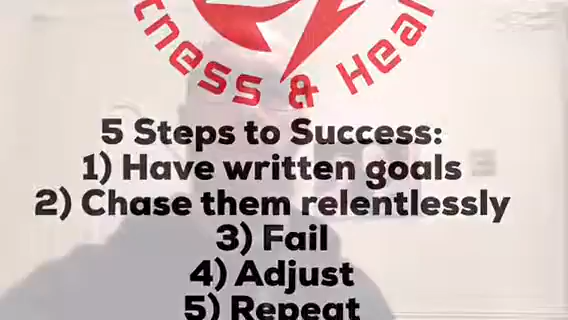 tness & Heal
5 Steps to Success:
1) Have written goals
2) Chase them relentlessly
3) Fail
4) Adjust
5) Repeat